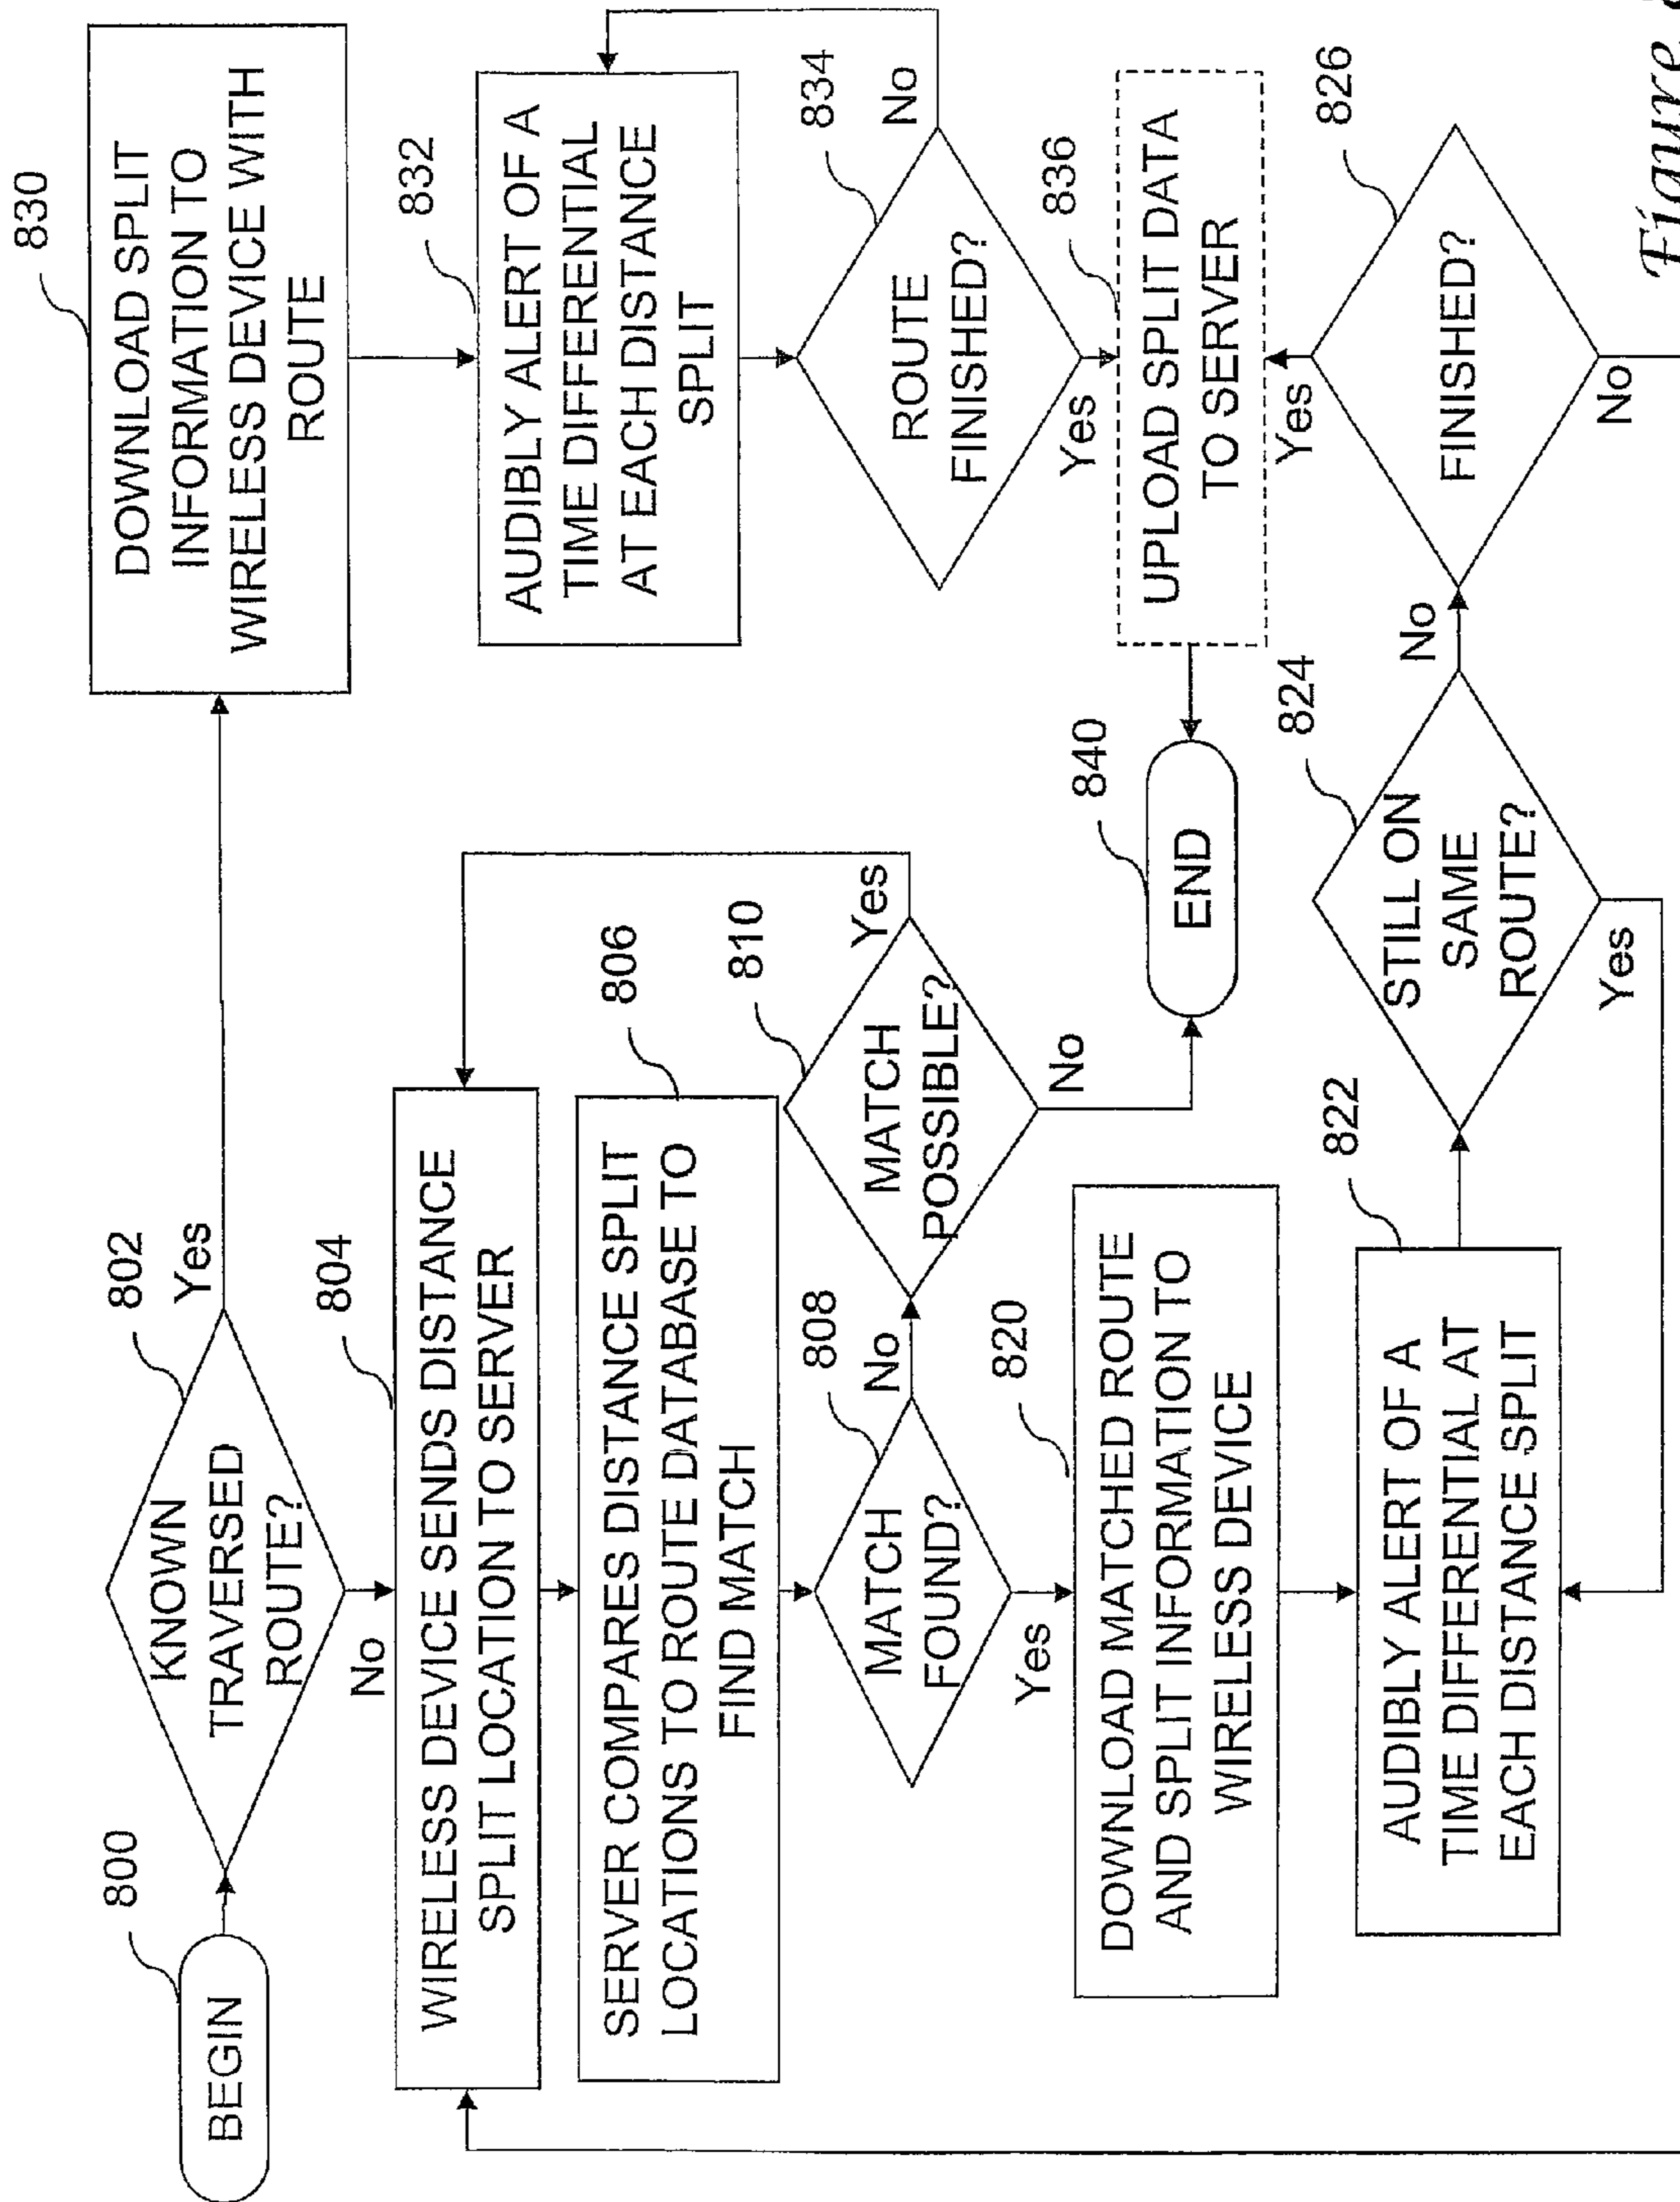 800
BEGIN
802
KNOWN
TRAVERSED
ROUTE?
Yes
No
830
DOWNLOAD SPLIT
INFORMATION TO
WIRELESS DEVICE WITH
ROUTE
804
WIRELESS DEVICE SENDS DISTANCE
SPLIT LOCATION TO SERVER
832
AUDIBLY ALERT OF A
TIME DIFFERENTIAL
AT EACH DISTANCE
SPLIT
806
SERVER COMPARES DISTANCE SPLIT
LOCATIONS TO ROUTE DATABASE TO
FIND MATCH
834
ROUTE
FINISHED?
No
Yes
808
MATCH
FOUND?
No
Yes
810
MATCH
POSSIBLE?
Yes
No
836
UPLOAD SPLIT DATA
TO SERVER
840
END
820
DOWNLOAD MATCHED ROUTE
AND SPLIT INFORMATION TO
WIRELESS DEVICE
822
AUDIBLY ALERT OF A
TIME DIFFERENTIAL AT
EACH DISTANCE SPLIT
824
STILL ON
SAME
ROUTE?
No
Yes
826
FINISHED?
Yes
No
Figure